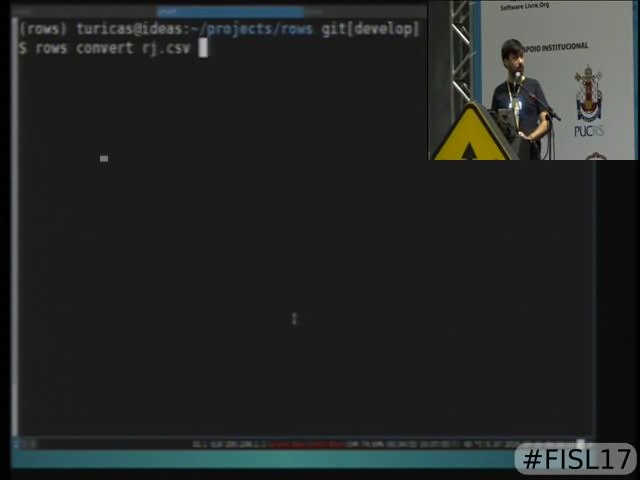 (rows) turicas@ideas:~/projects/rows git[develop]
$ rows convert rj.csv
Software Livre.Org
APOIO INSTITUCIONAL
PUCRS
#FISL17